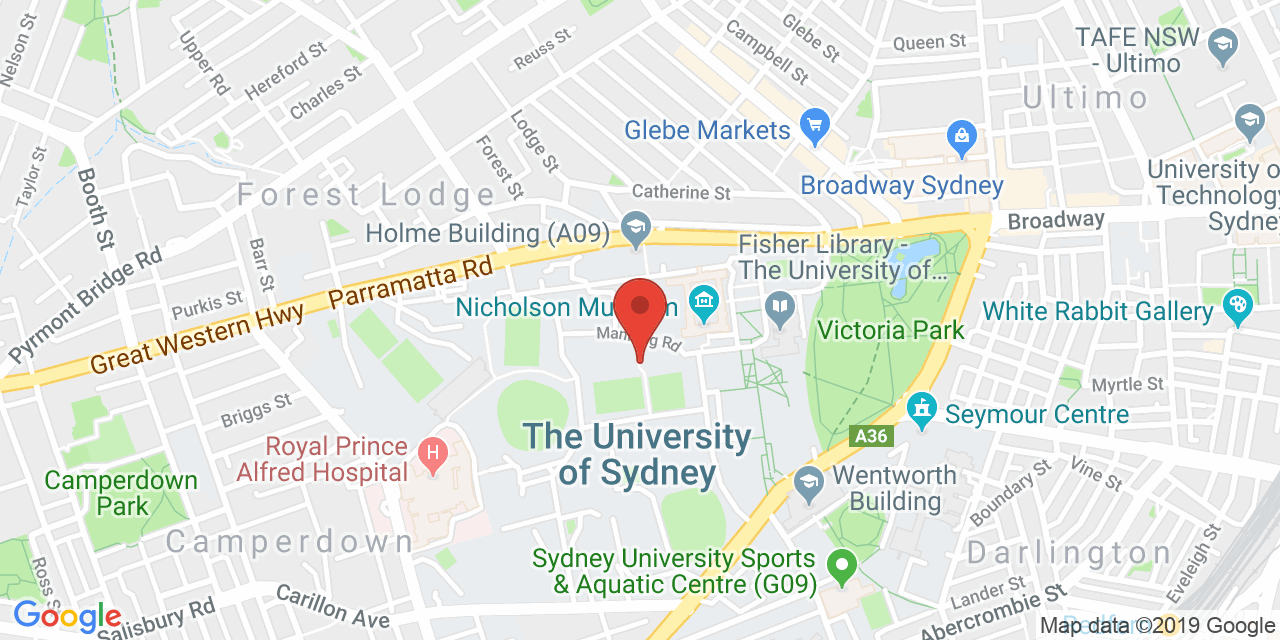 Nelson St
Upper Rd
Hereford St
Charles St
Reuss St
Campbell St
Glebe St
Queen St
TAFE NSW
- Ultimo
Ultimo
Glebe Markets
Broadway Sydney
University of
Technology
Sydney
Taylor St
Booth St
Forest Lodge
Forest St
Lodge St
Catherine St
Broadway
Holme Building (A09)
Fisher Library -
The University of…
Pyrmont Bridge Rd
Barr St
Purkis St
Great Western Hwy
Parramatta Rd
Nicholson
Rd
Victoria Park
White Rabbit Gallery
Myrtle St
Briggs St
Seymour Centre
A36
Royal Prince
Alfred Hospital
H
The University
of Sydney
Camperdown
Park
Wentworth
Building
Vine St
Boundary St
Camperdown
Darlington
Eveleigh St
Sydney University Sports
& Aquatic Centre (G09)
Lander St
Abercrombie St
Ross S
Carillon Ave
Salisbury Rd
Google
Map data ©2019 Google